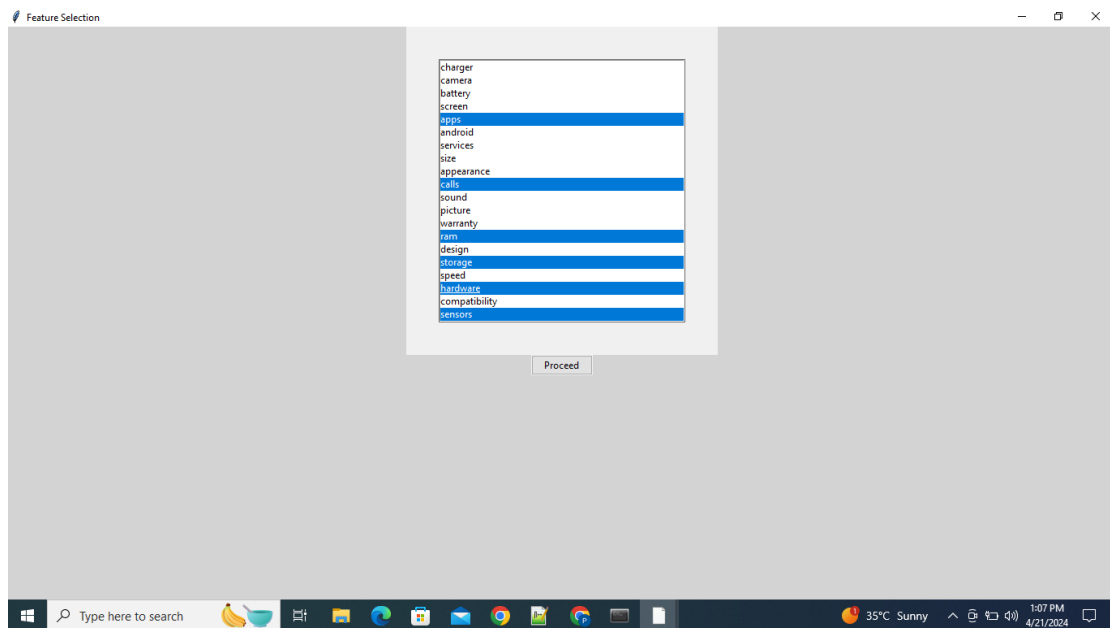 Feature Selection
charger
camera
battery
screen
apps
android
services
size
appearance
calls
sound
picture
warranty
ram
design
storage
speed
hardware
compatibility
sensors
Proceed
Type here to search
35°C Sunny
1:07 PM
4/21/2024